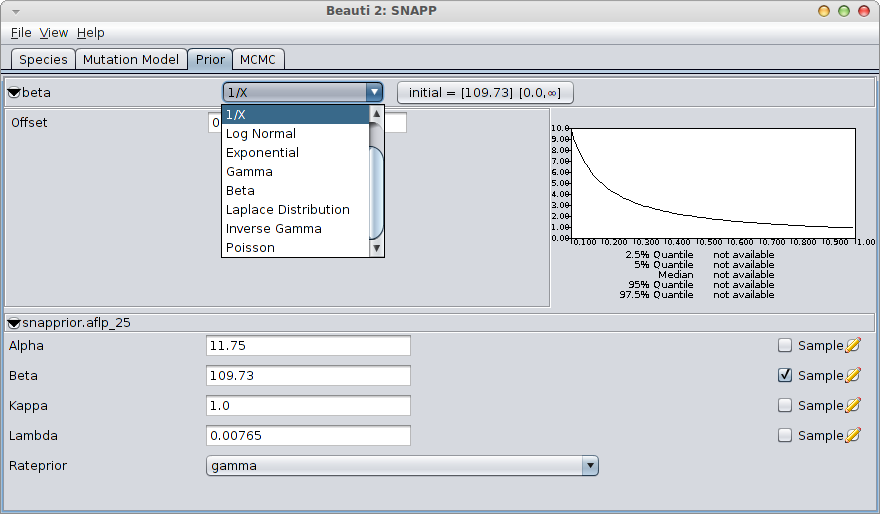 Beauti 2: SNAPP
File View Help
Species Mutation Model Prior MCMC
beta 1/X initial = [109.73] [0.0,∞]
Offset 0
1/X
Log Normal
Exponential
Gamma
Beta
Laplace Distribution
Inverse Gamma
Poisson
10.0
9.00
8.00
7.00
6.00
5.00
4.00
3.00
2.00
1.00
0.00
0.100 0.200 0.300 0.400 0.500 0.600 0.700 0.800 0.900 1.00
2.5% Quantile not available
5% Quantile not available
Median not available
95% Quantile not available
97.5% Quantile not available
snapprior.aflp_25
Alpha 11.75 Sample
Beta 109.73 Sample
Kappa 1.0 Sample
Lambda 0.00765 Sample
Rateprior gamma